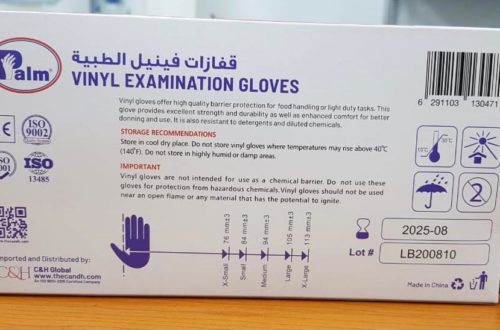 Palm
قفازات فينيل الطبية
VINYL EXAMINATION GLOVES
Vinyl gloves offer high quality barrier protection for food handling or light duty tasks. This
glove provides excellent strength and durability as well as enhanced comfort for better
donning and use. It is also resistant to detergents and diluted chemicals.
STORAGE RECOMMENDATIONS
Store in cool dry place. Do not store vinyl gloves where temperatures may rise above 40°C
(140°F). Do not store in highly humid or damp areas.
IMPORTANT
Vinyl gloves are not intended for use as a chemical barrier. Do not use these
gloves for protection from hazardous chemicals.Vinyl gloves should not be used
near an open flame or any material that has the potential to ignite.
CE
ISO
9002
ISO
13485
X-Small 76 mm±3
Small 84 mm±3
Medium 94 mm±3
Large 105 mm±3
X-Large 113 mm±3
6 291103 130471
2
2025-08
Lot # LB200810
Imported and Distributed by:
C&H C&H Global
www.thecandh.com
An ISO 9001-2015 Certified Company
Made in China.